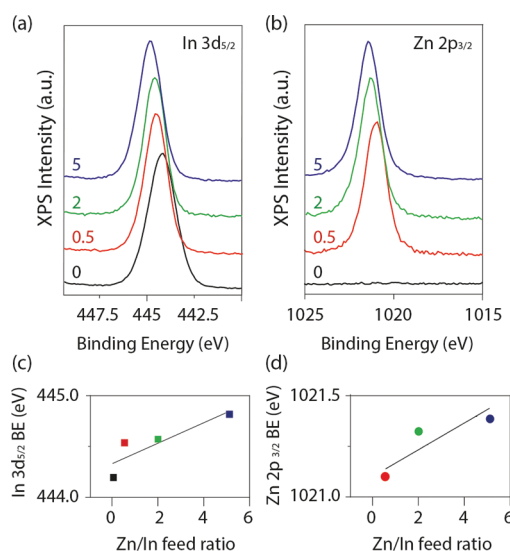 (a)
In 3d5/2
XPS Intensity (a.u.)
5
2
0.5
0
447.5
445
442.5
Binding Energy (eV)
(b)
Zn 2p3/2
XPS Intensity (a.u.)
5
2
0.5
0
1025
1020
1015
Binding Energy (eV)
(c)
In 3d5/2 BE (eV)
445.0
444.0
0
2
4
6
Zn/In feed ratio
(d)
Zn 2p 3/2 BE (eV)
1021.5
1021.0
0
2
4
6
Zn/In feed ratio